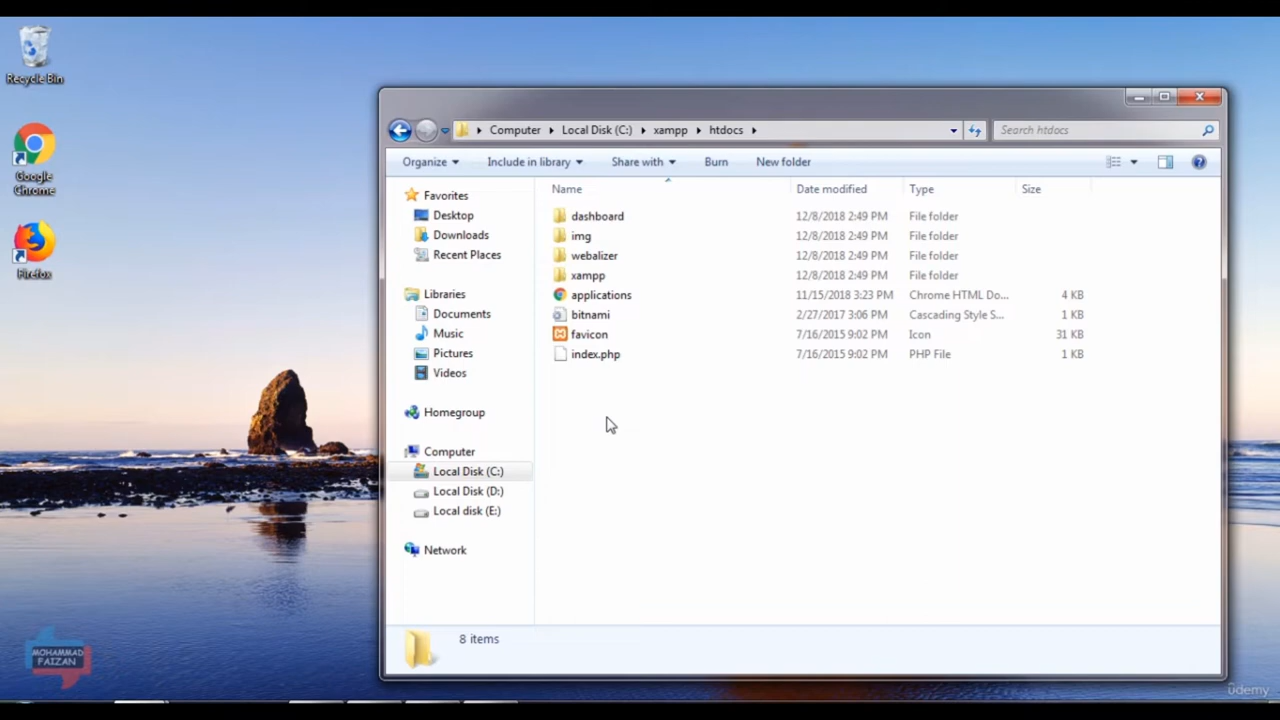 Recycle Bin
Google
Chrome
Firefox
Computer Local Disk (C:) xampp htdocs
Search htdocs
Organize Include in library Share with Burn New folder
Name Date modified Type Size
Favorites
Desktop
Downloads
Recent Places
Libraries
Documents
Music
Pictures
Videos
Homegroup
Computer
Local Disk (C:)
Local Disk (D:)
Local disk (E:)
Network
dashboard 12/8/2018 2:49 PM File folder
img 12/8/2018 2:49 PM File folder
webalizer 12/8/2018 2:49 PM File folder
xampp 12/8/2018 2:49 PM File folder
applications 11/15/2018 3:23 PM Chrome HTML Do... 4 KB
bitnami 2/27/2017 3:06 PM Cascading Style S... 1 KB
favicon 7/16/2015 9:02 PM Icon 31 KB
index.php 7/16/2015 9:02 PM PHP File 1 KB
8 items
MOHAMMAD
FAIZAN
ûdemy